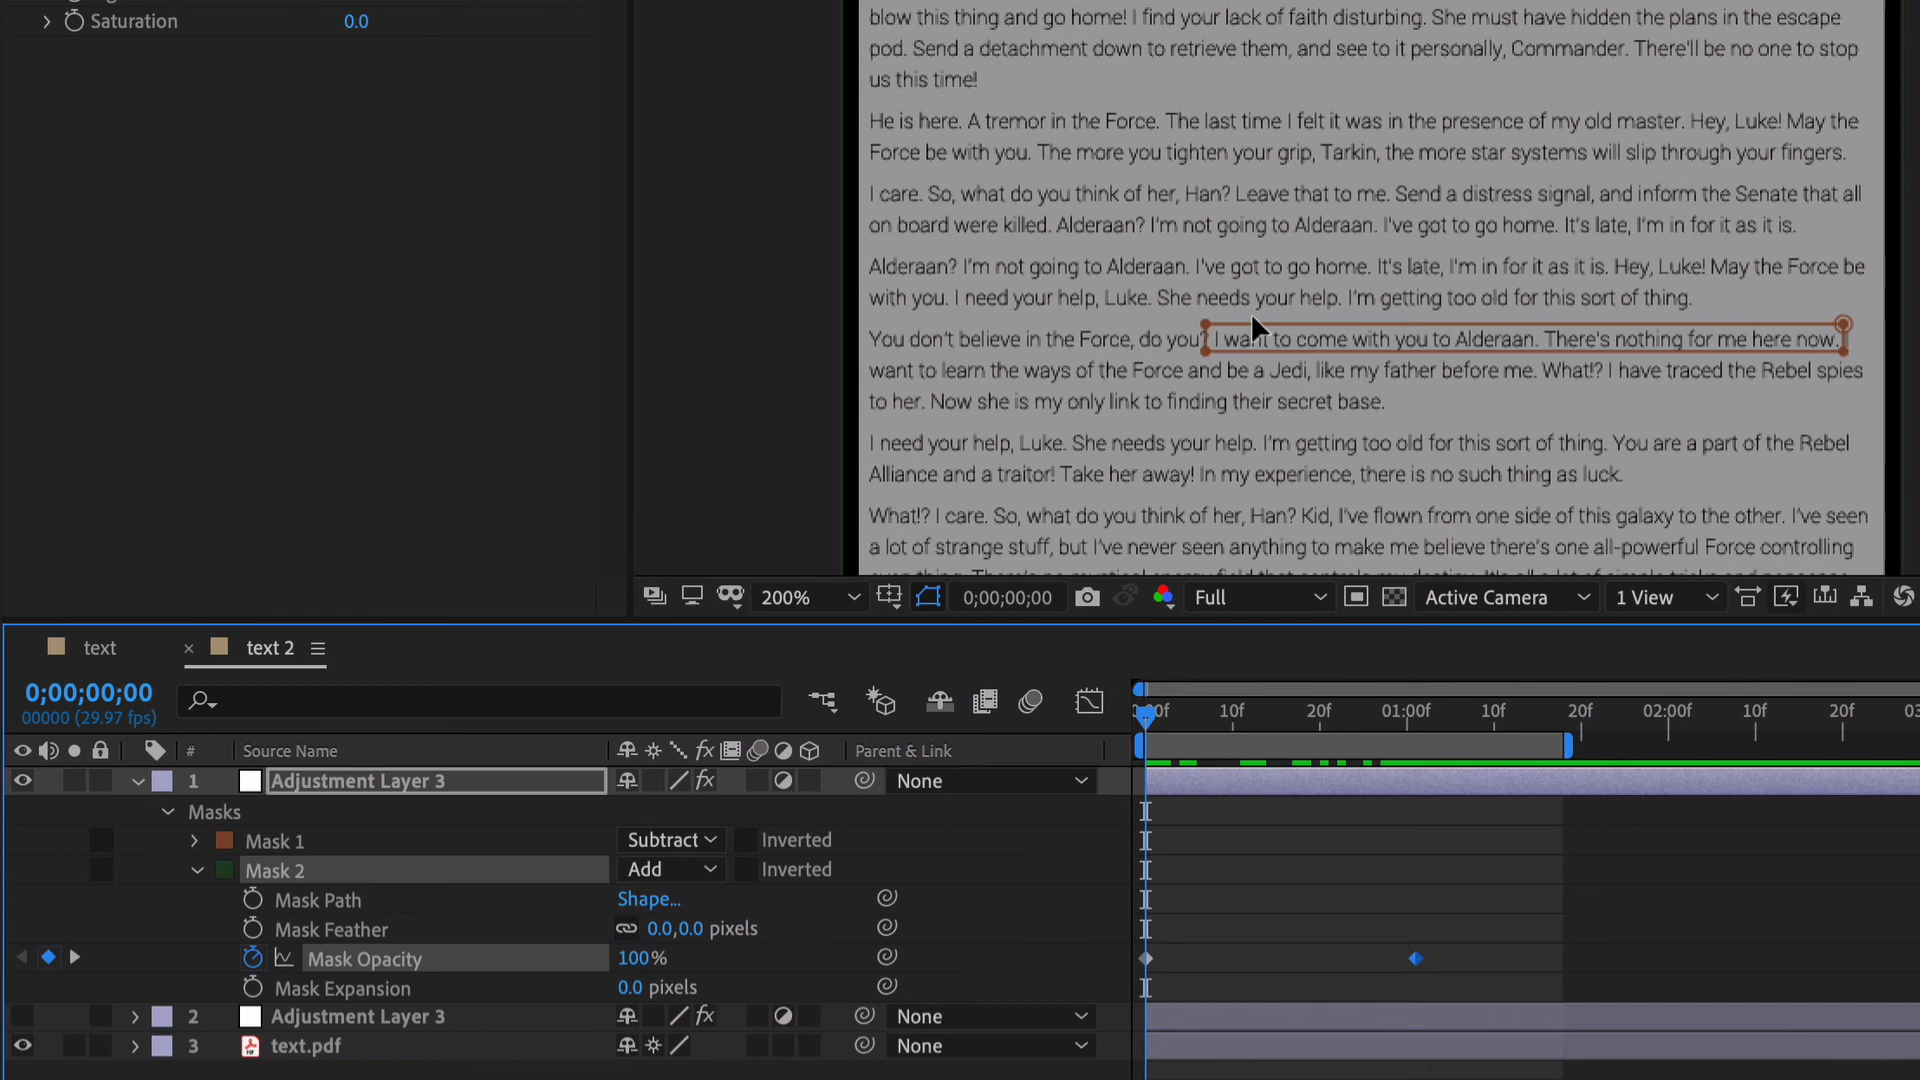 Saturation 0.0
blow this thing and go home! I find your lack of faith disturbing. She must have hidden the plans in the escape
pod. Send a detachment down to retrieve them, and see to it personally, Commander. There'll be no one to stop
us this time!
He is here. A tremor in the Force. The last time I felt it was in the presence of my old master. Hey, Luke! May the
Force be with you. The more you tighten your grip, Tarkin, the more star systems will slip through your fingers.
I care. So, what do you think of her, Han? Leave that to me. Send a distress signal, and inform the Senate that all
on board were killed. Alderaan? I'm not going to Alderaan. I've got to go home. It's late, I'm in for it as it is.
Alderaan? I'm not going to Alderaan. I've got to go home. It's late, I'm in for it as it is. Hey, Luke! May the Force be
with you. I need your help, Luke. She needs your help. I'm getting too old for this sort of thing.
You don't believe in the Force, do you? I want to come with you to Alderaan. There's nothing for me here now.
want to learn the ways of the Force and be a Jedi, like my father before me. What!? I have traced the Rebel spies
to her. Now she is my only link to finding their secret base.
I need your help, Luke. She needs your help. I'm getting too old for this sort of thing. You are a part of the Rebel
Alliance and a traitor! Take her away! In my experience, there is no such thing as luck.
What!? I care. So, what do you think of her, Han? Kid, I've flown from one side of this galaxy to the other. I've seen
a lot of strange stuff, but I've never seen anything to make me believe there's one all-powerful Force controlling
200% 0;00;00;00 Full Active Camera 1 View
text × text 2
0;00;00;00
00000 (29.97 fps)
0:00f 10f 20f 01:00f 10f 20f 02:00f 10f 20f 03
# Source Name fx Parent & Link
1 Adjustment Layer 3 fx None
Masks
Mask 1 Subtract Inverted
Mask 2 Add Inverted
Mask Path Shape...
Mask Feather 0.0,0.0 pixels
Mask Opacity 100%
Mask Expansion 0.0 pixels
2 Adjustment Layer 3 fx None
3 text.pdf None